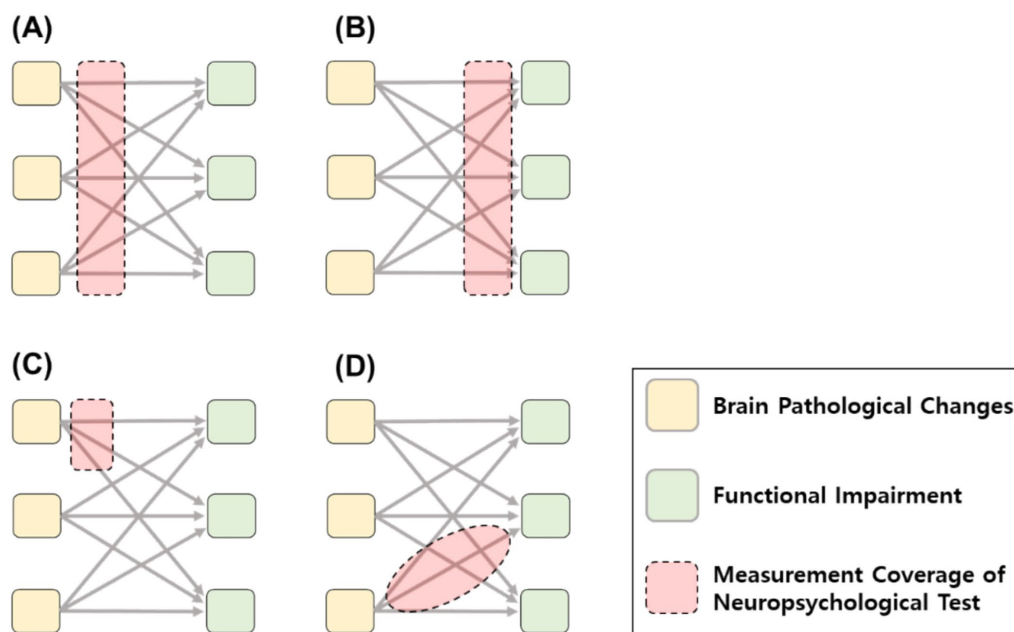 (A)
(B)
(C)
(D)
Brain Pathological Changes
Functional Impairment
Measurement Coverage of
Neuropsychological Test